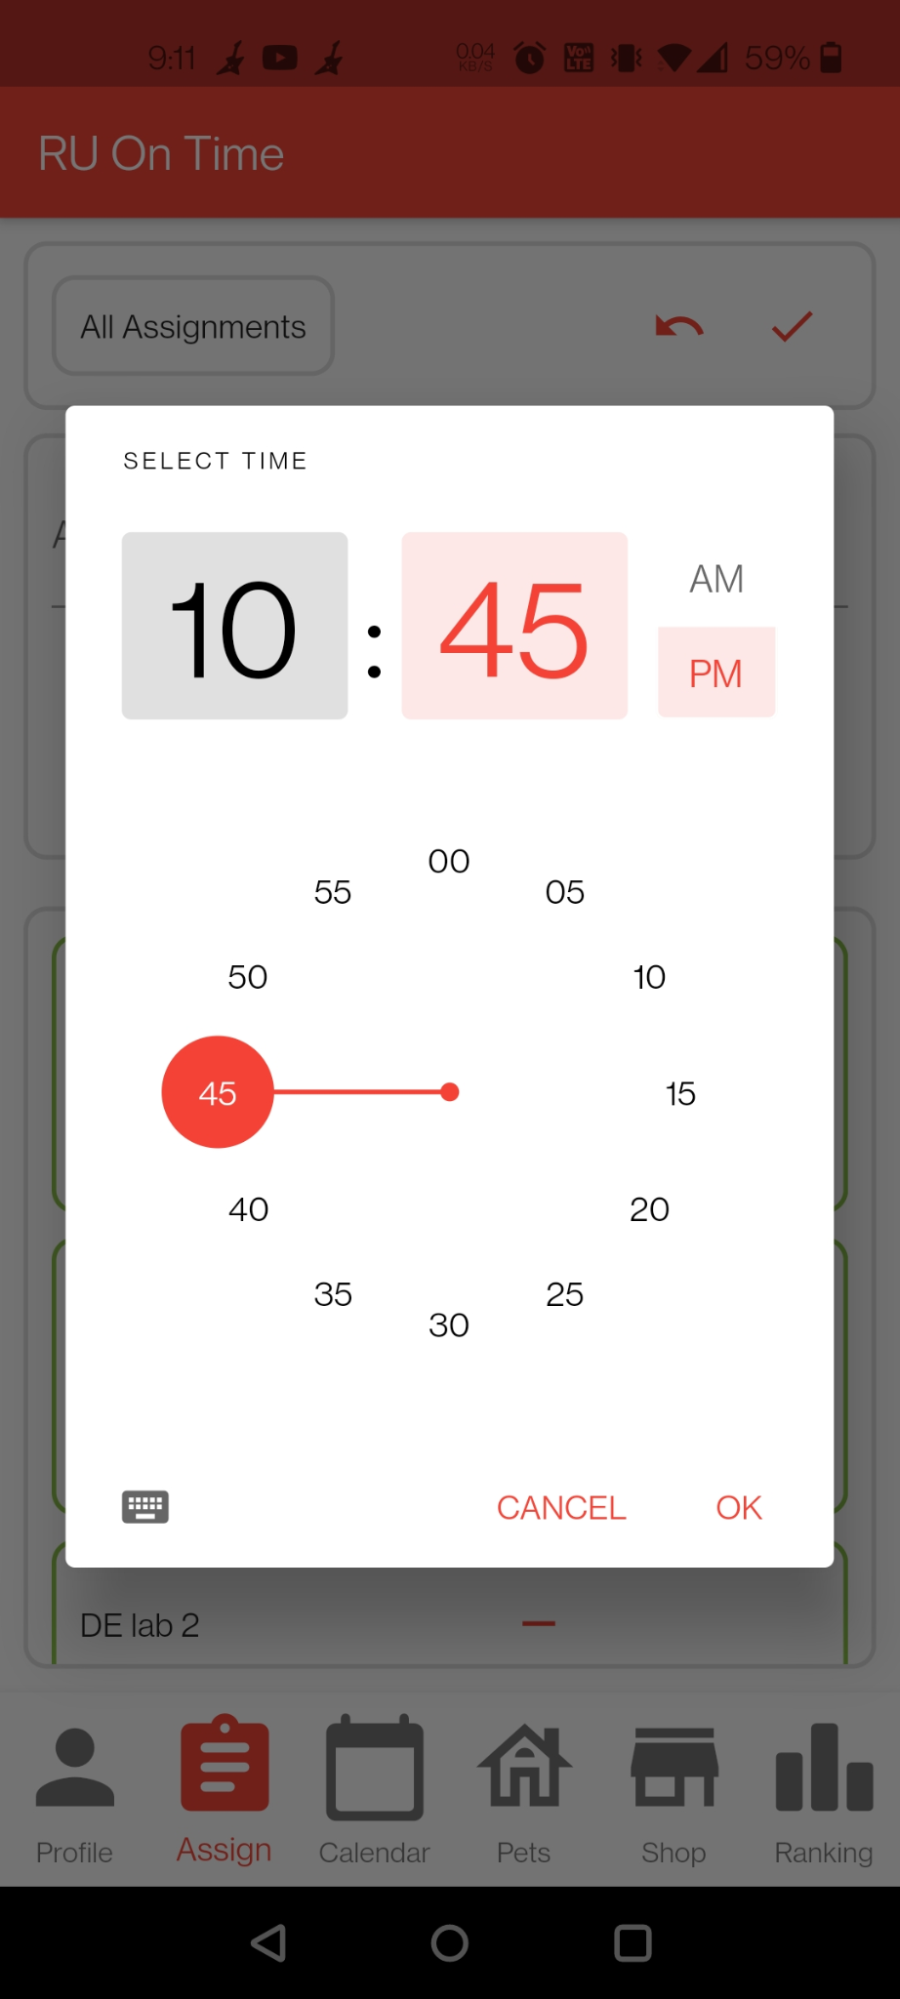 9:11 0.04 KB/S Vo) LTE 59%
RU On Time
All Assignments
A
SELECT TIME
10 : 45
AM
PM
00
55 05
50 10
45 15
40 20
35 25
30
CANCEL OK
DE lab 2
Profile Assign Calendar Pets Shop Ranking